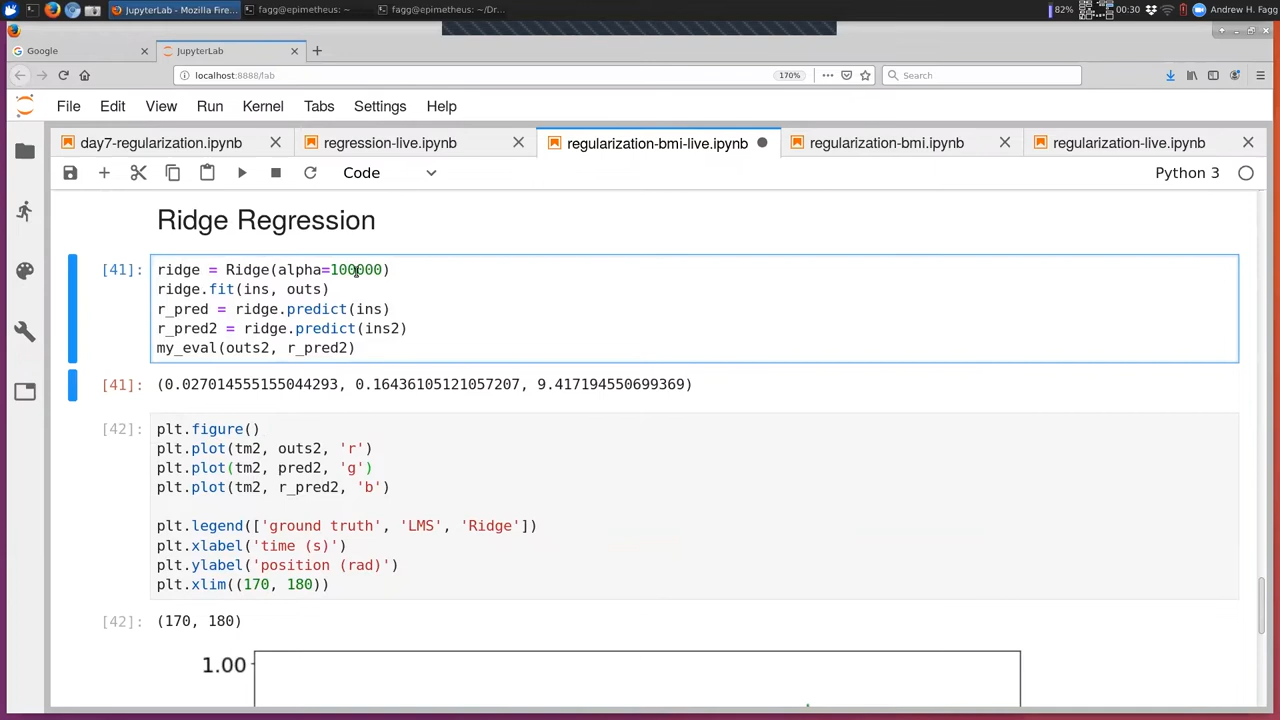 JupyterLab - Mozilla Fire... fagg@epimetheus: ~ fagg@epimetheus: ~/Dr... 82% 00:30 Andrew H. Fagg
Google JupyterLab
localhost:8888/lab 170% Search
File Edit View Run Kernel Tabs Settings Help
day7-regularization.ipynb regression-live.ipynb regularization-bmi-live.ipynb regularization-bmi.ipynb regularization-live.ipynb
Code Python 3
Ridge Regression
[41]: ridge = Ridge(alpha=100000)
ridge.fit(ins, outs)
r_pred = ridge.predict(ins)
r_pred2 = ridge.predict(ins2)
my_eval(outs2, r_pred2)
[41]: (0.027014555155044293, 0.16436105121057207, 9.417194550699369)
[42]: plt.figure()
plt.plot(tm2, outs2, 'r')
plt.plot(tm2, pred2, 'g')
plt.plot(tm2, r_pred2, 'b')
plt.legend(['ground truth', 'LMS', 'Ridge'])
plt.xlabel('time (s)')
plt.ylabel('position (rad)')
plt.xlim((170, 180))
[42]: (170, 180)
1.00